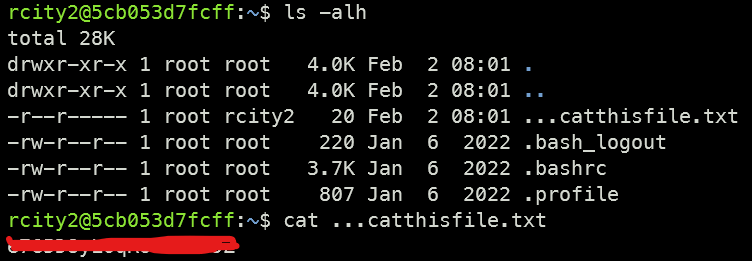 rcity2@5cb053d7fcff:~$ ls -alh
total 28K
drwxr-xr-x 1 root root   4.0K Feb  2 08:01 .
drwxr-xr-x 1 root root   4.0K Feb  2 08:01 ..
-r--r----- 1 root rcity2   20 Feb  2 08:01 ...catthisfile.txt
-rw-r--r-- 1 root root    220 Jan  6  2022 .bash_logout
-rw-r--r-- 1 root root   3.7K Jan  6  2022 .bashrc
-rw-r--r-- 1 root root    807 Jan  6  2022 .profile
rcity2@5cb053d7fcff:~$ cat ...catthisfile.txt